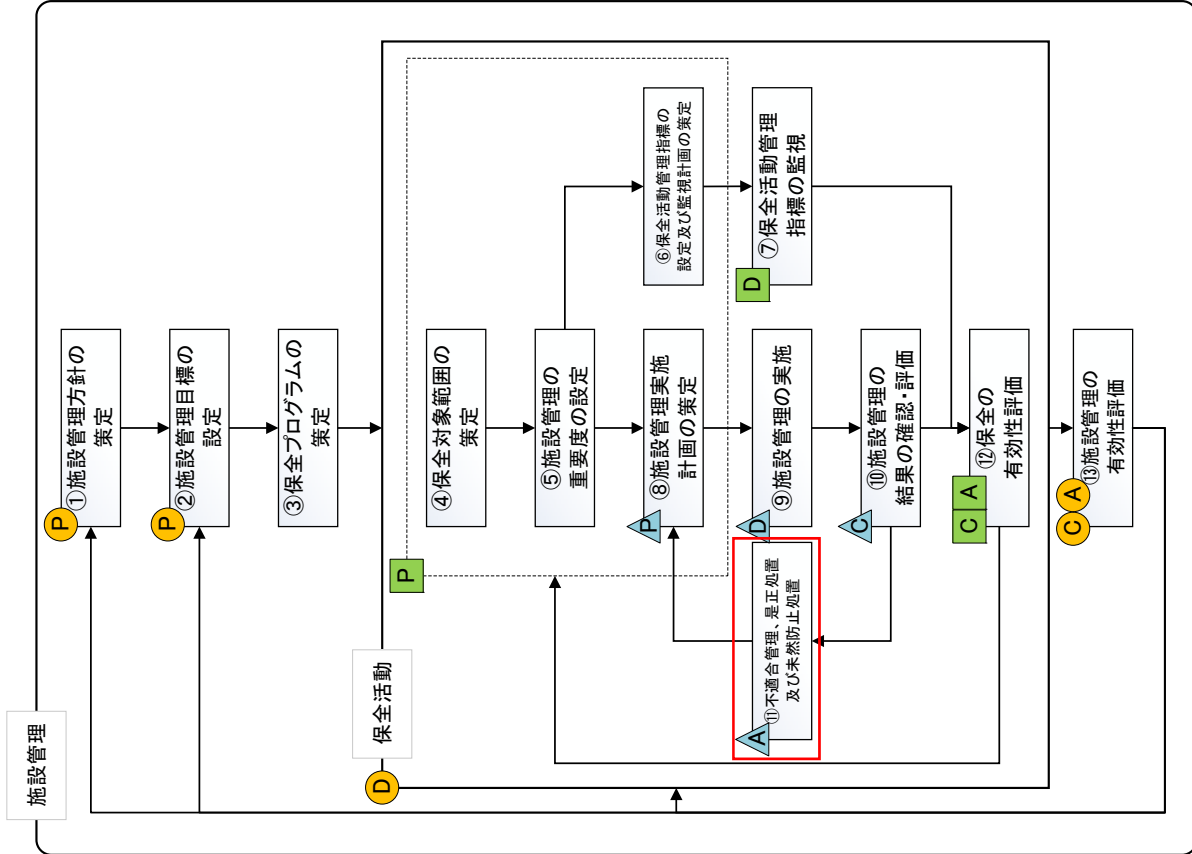 施設管理
P
①施設管理方針の
策定
P
②施設管理目標の
設定
③保全プログラムの
策定
D
保全活動
P
④保全対象範囲の
策定
⑤施設管理の
重要度の設定
⑥保全活動管理指標の
設定及び監視計画の策定
D
⑦保全活動管理
指標の監視
P
⑧施設管理実施
計画の策定
D
⑨施設管理の実施
C
⑩施設管理の
結果の確認・評価
A
⑪不適合管理、是正処置
及び未然防止処置
C A
⑫保全の
有効性評価
C A
⑬施設管理の
有効性評価